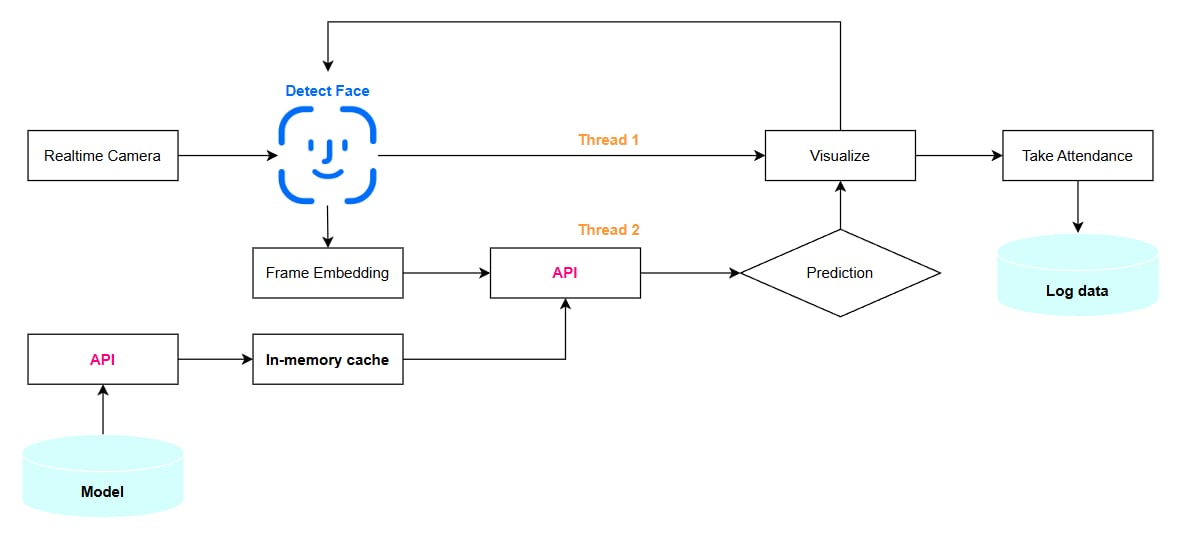 Detect Face
Realtime Camera
Thread 1
Visualize
Take Attendance
Thread 2
Frame Embedding
API
Prediction
Log data
API
In-memory cache
Model